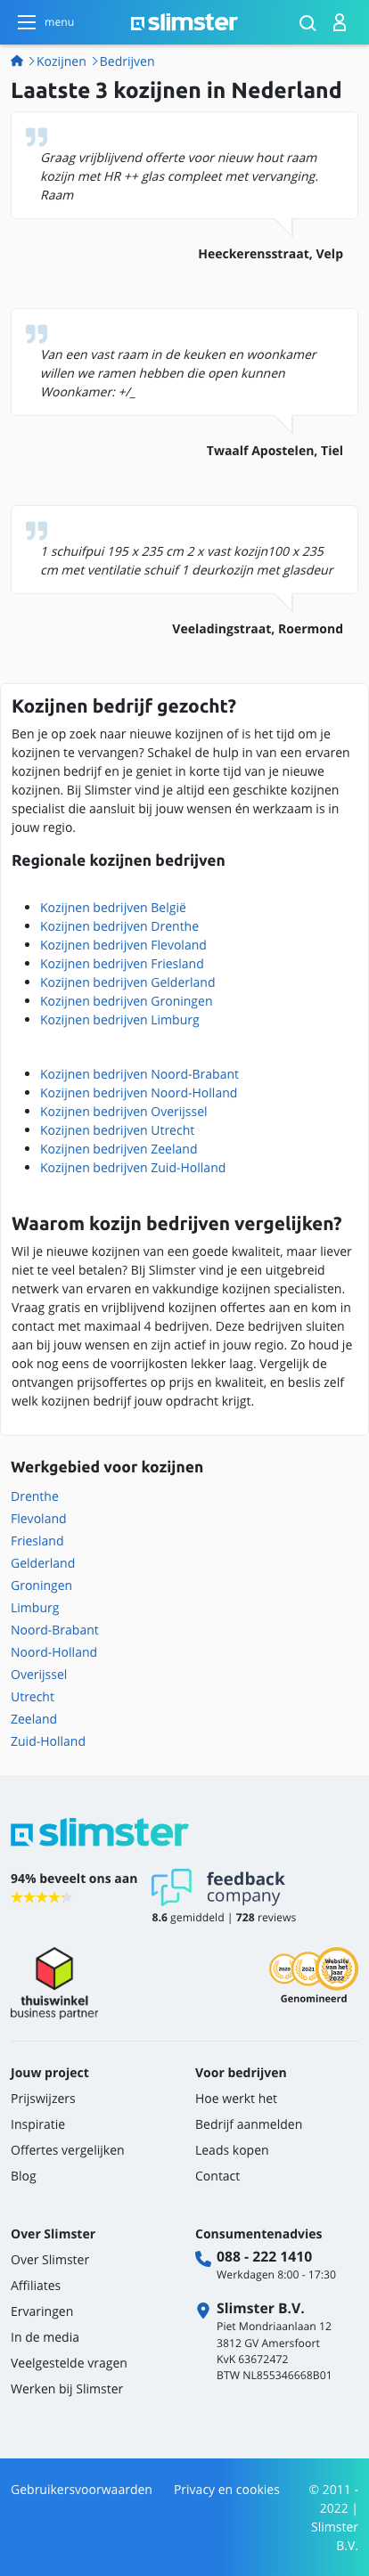 menu
slimster
Kozijnen
Bedrijven
Laatste 3 kozijnen in Nederland
Graag vrijblijvend offerte voor nieuw hout raam
kozijn met HR ++ glas compleet met vervanging.
Raam
Heeckerensstraat, Velp
Van een vast raam in de keuken en woonkamer
willen we ramen hebben die open kunnen
Woonkamer: +/_
Twaalf Apostelen, Tiel
1 schuifpui 195 x 235 cm 2 x vast kozijn100 x 235
cm met ventilatie schuif 1 deurkozijn met glasdeur
Veeladingstraat, Roermond
Kozijnen bedrijf gezocht?
Ben je op zoek naar nieuwe kozijnen of is het tijd om je
kozijnen te vervangen? Schakel de hulp in van een ervaren
kozijnen bedrijf en je geniet in korte tijd van je nieuwe
kozijnen. Bij Slimster vind je altijd een geschikte kozijnen
specialist die aansluit bij jouw wensen én werkzaam is in
jouw regio.
Regionale kozijnen bedrijven
Kozijnen bedrijven België
Kozijnen bedrijven Drenthe
Kozijnen bedrijven Flevoland
Kozijnen bedrijven Friesland
Kozijnen bedrijven Gelderland
Kozijnen bedrijven Groningen
Kozijnen bedrijven Limburg
Kozijnen bedrijven Noord-Brabant
Kozijnen bedrijven Noord-Holland
Kozijnen bedrijven Overijssel
Kozijnen bedrijven Utrecht
Kozijnen bedrijven Zeeland
Kozijnen bedrijven Zuid-Holland
Waarom kozijn bedrijven vergelijken?
Wil je nieuwe kozijnen van een goede kwaliteit, maar liever
niet te veel betalen? BIj Slimster vind je een uitgebreid
netwerk van ervaren en vakkundige kozijnen specialisten.
Vraag gratis en vrijblijvend kozijnen offertes aan en kom in
contact met maximaal 4 bedrijven. Deze bedrijven sluiten
aan bij jouw wensen en zijn actief in jouw regio. Zo houd je
ook nog eens de voorrijkosten lekker laag. Vergelijk de
ontvangen prijsoffertes op prijs en kwaliteit, en beslis zelf
welk kozijnen bedrijf jouw opdracht krijgt.
Werkgebied voor kozijnen
Drenthe
Flevoland
Friesland
Gelderland
Groningen
Limburg
Noord-Brabant
Noord-Holland
Overijssel
Utrecht
Zeeland
Zuid-Holland
slimster
94% beveelt ons aan
feedback
company
8.6 gemiddeld | 728 reviews
thuiswinkel
business partner
2020
2021
Website
van het
jaar
2022
Genomineerd
Jouw project
Prijswijzers
Inspiratie
Offertes vergelijken
Blog
Voor bedrijven
Hoe werkt het
Bedrijf aanmelden
Leads kopen
Contact
Over Slimster
Over Slimster
Affiliates
Ervaringen
In de media
Veelgestelde vragen
Werken bij Slimster
Consumentenadvies
088 - 222 1410
Werkdagen 8:00 - 17:30
Slimster B.V.
Piet Mondriaanlaan 12
3812 GV Amersfoort
KvK 63672472
BTW NL855346668B01
Gebruikersvoorwaarden
Privacy en cookies
© 2011 -
2022 |
Slimster
B.V.